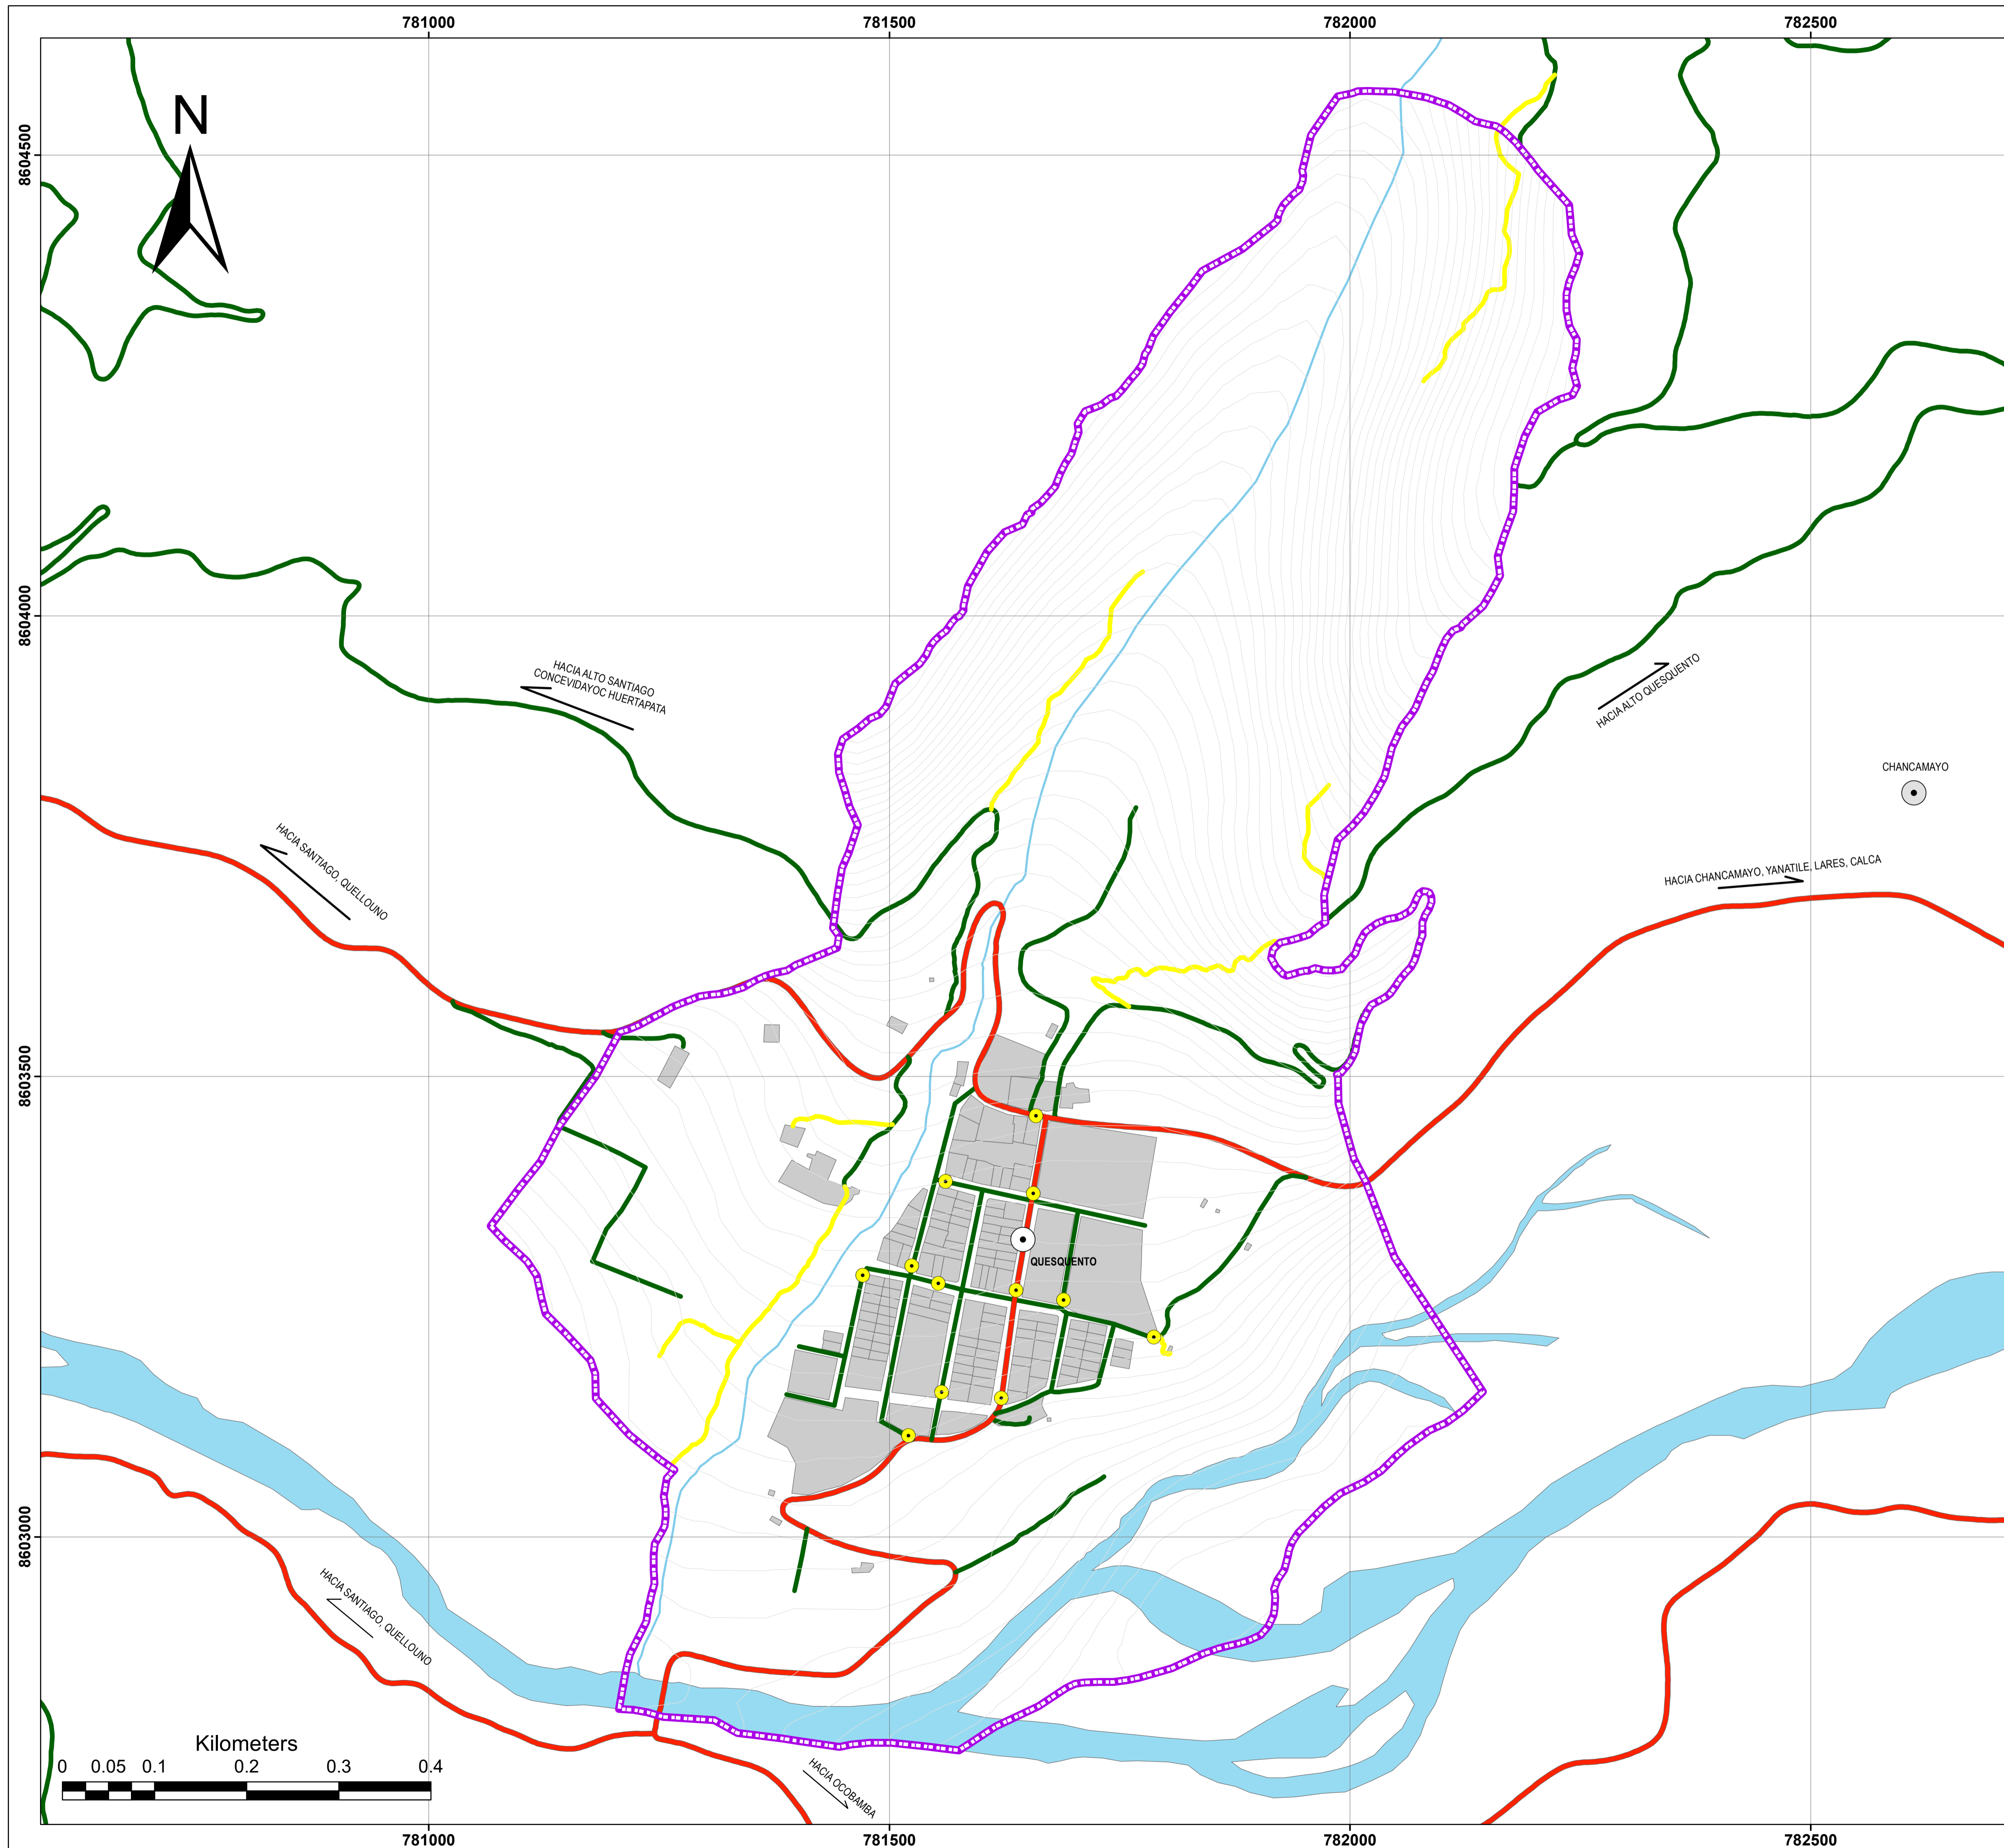 781000
781500
782000
782500
N
8604500
8604000
HACIA ALTO SANTIAGO
CONCEVIDAYOC HUERTAPATA
HACIA ALTO QUESQUENTO
CHANCAMAYO
HACIA SANTIAGO, QUELLOUNO
HACIA CHANCAMAYO, YANATILE, LARES, CALCA
8603500
QUESQUENTO
8603000
HACIA SANTIAGO, QUELLOUNO
Kilometers
0 0.05 0.1 0.2 0.3 0.4
HACIA OCOBAMBA
781000
781500
782000
782500